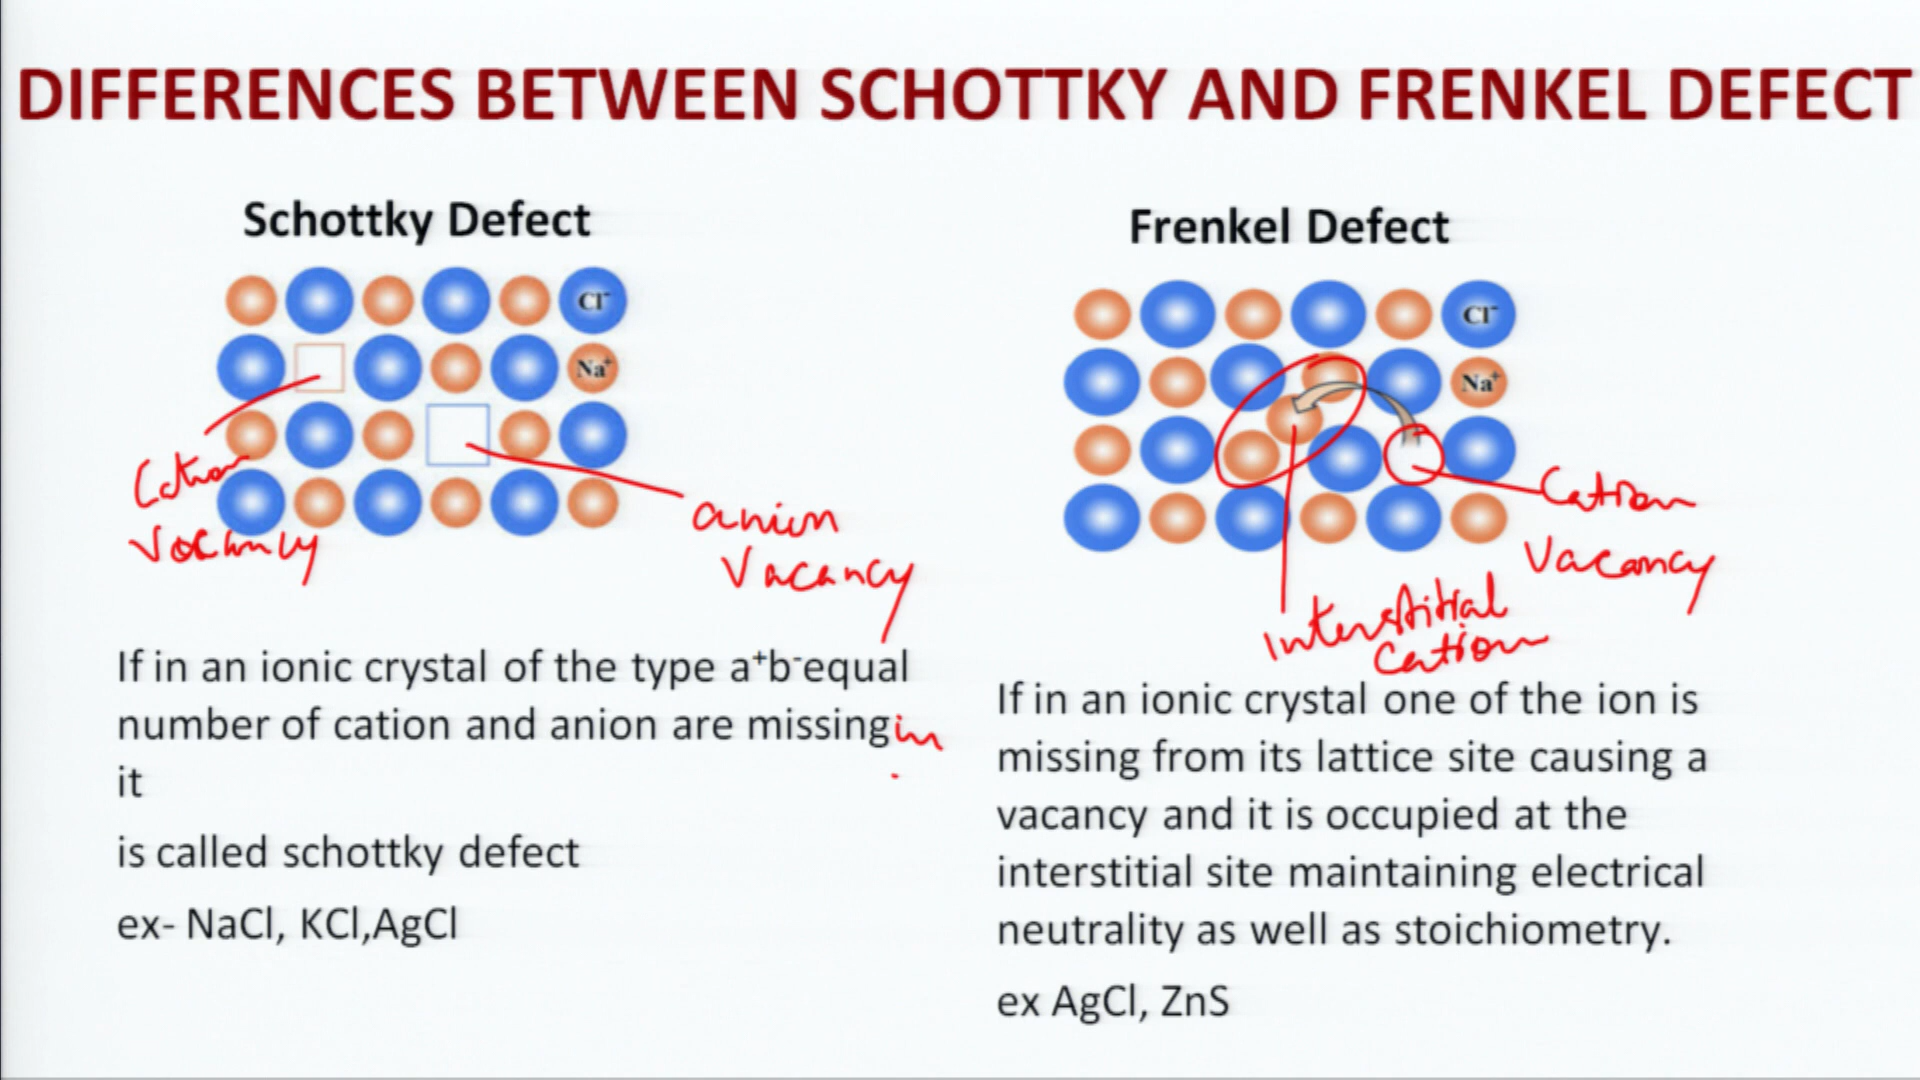 DIFFERENCES BETWEEN SCHOTTKY AND FRENKEL DEFECT
Schottky Defect
Cl⁻
Na⁺
Cation
Vacancy
anion
Vacancy
If in an ionic crystal of the type a⁺b⁻equal
number of cation and anion are missing in
it
is called schottky defect
ex- NaCl, KCl,AgCl
Frenkel Defect
Cl⁻
Na⁺
Cation
Vacancy
Interstitial
Cation
If in an ionic crystal one of the ion is
missing from its lattice site causing a
vacancy and it is occupied at the
interstitial site maintaining electrical
neutrality as well as stoichiometry.
ex AgCl, ZnS